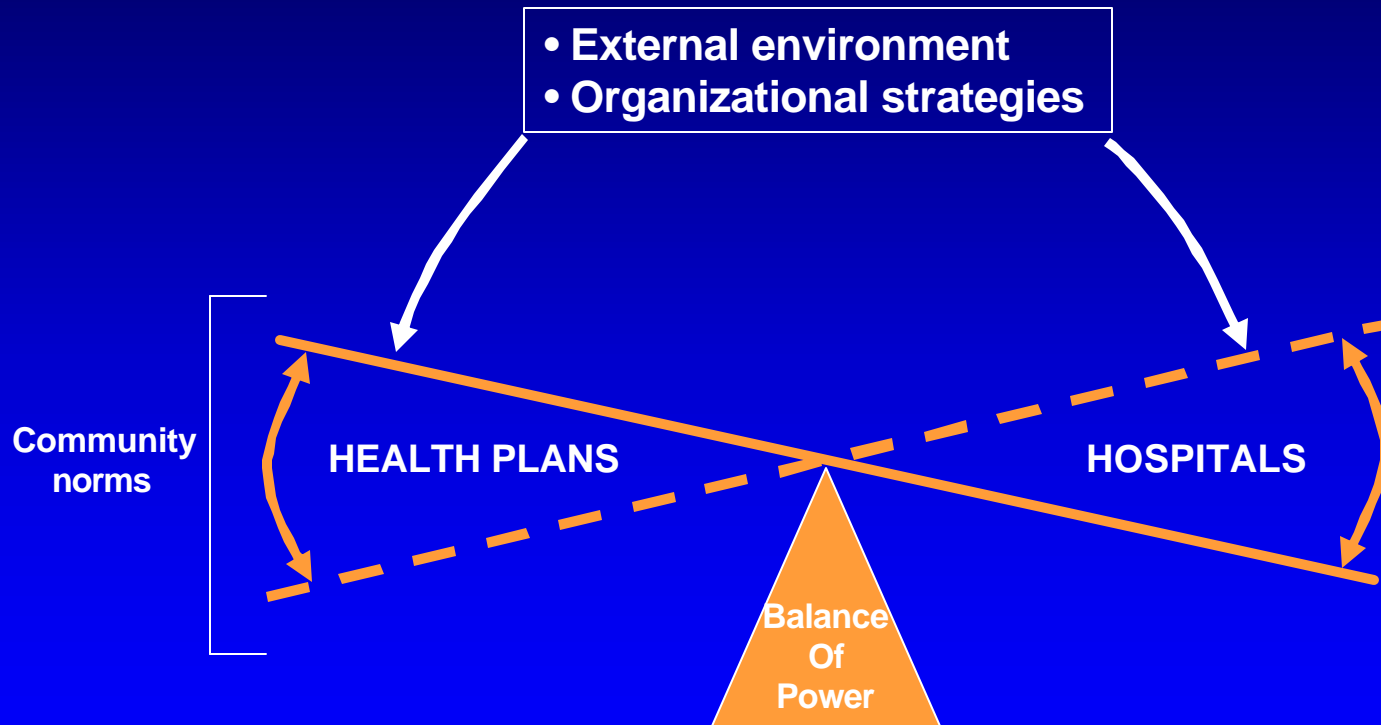 • External environment
• Organizational strategies
Community
norms
HEALTH PLANS
HOSPITALS
Balance
Of
Power